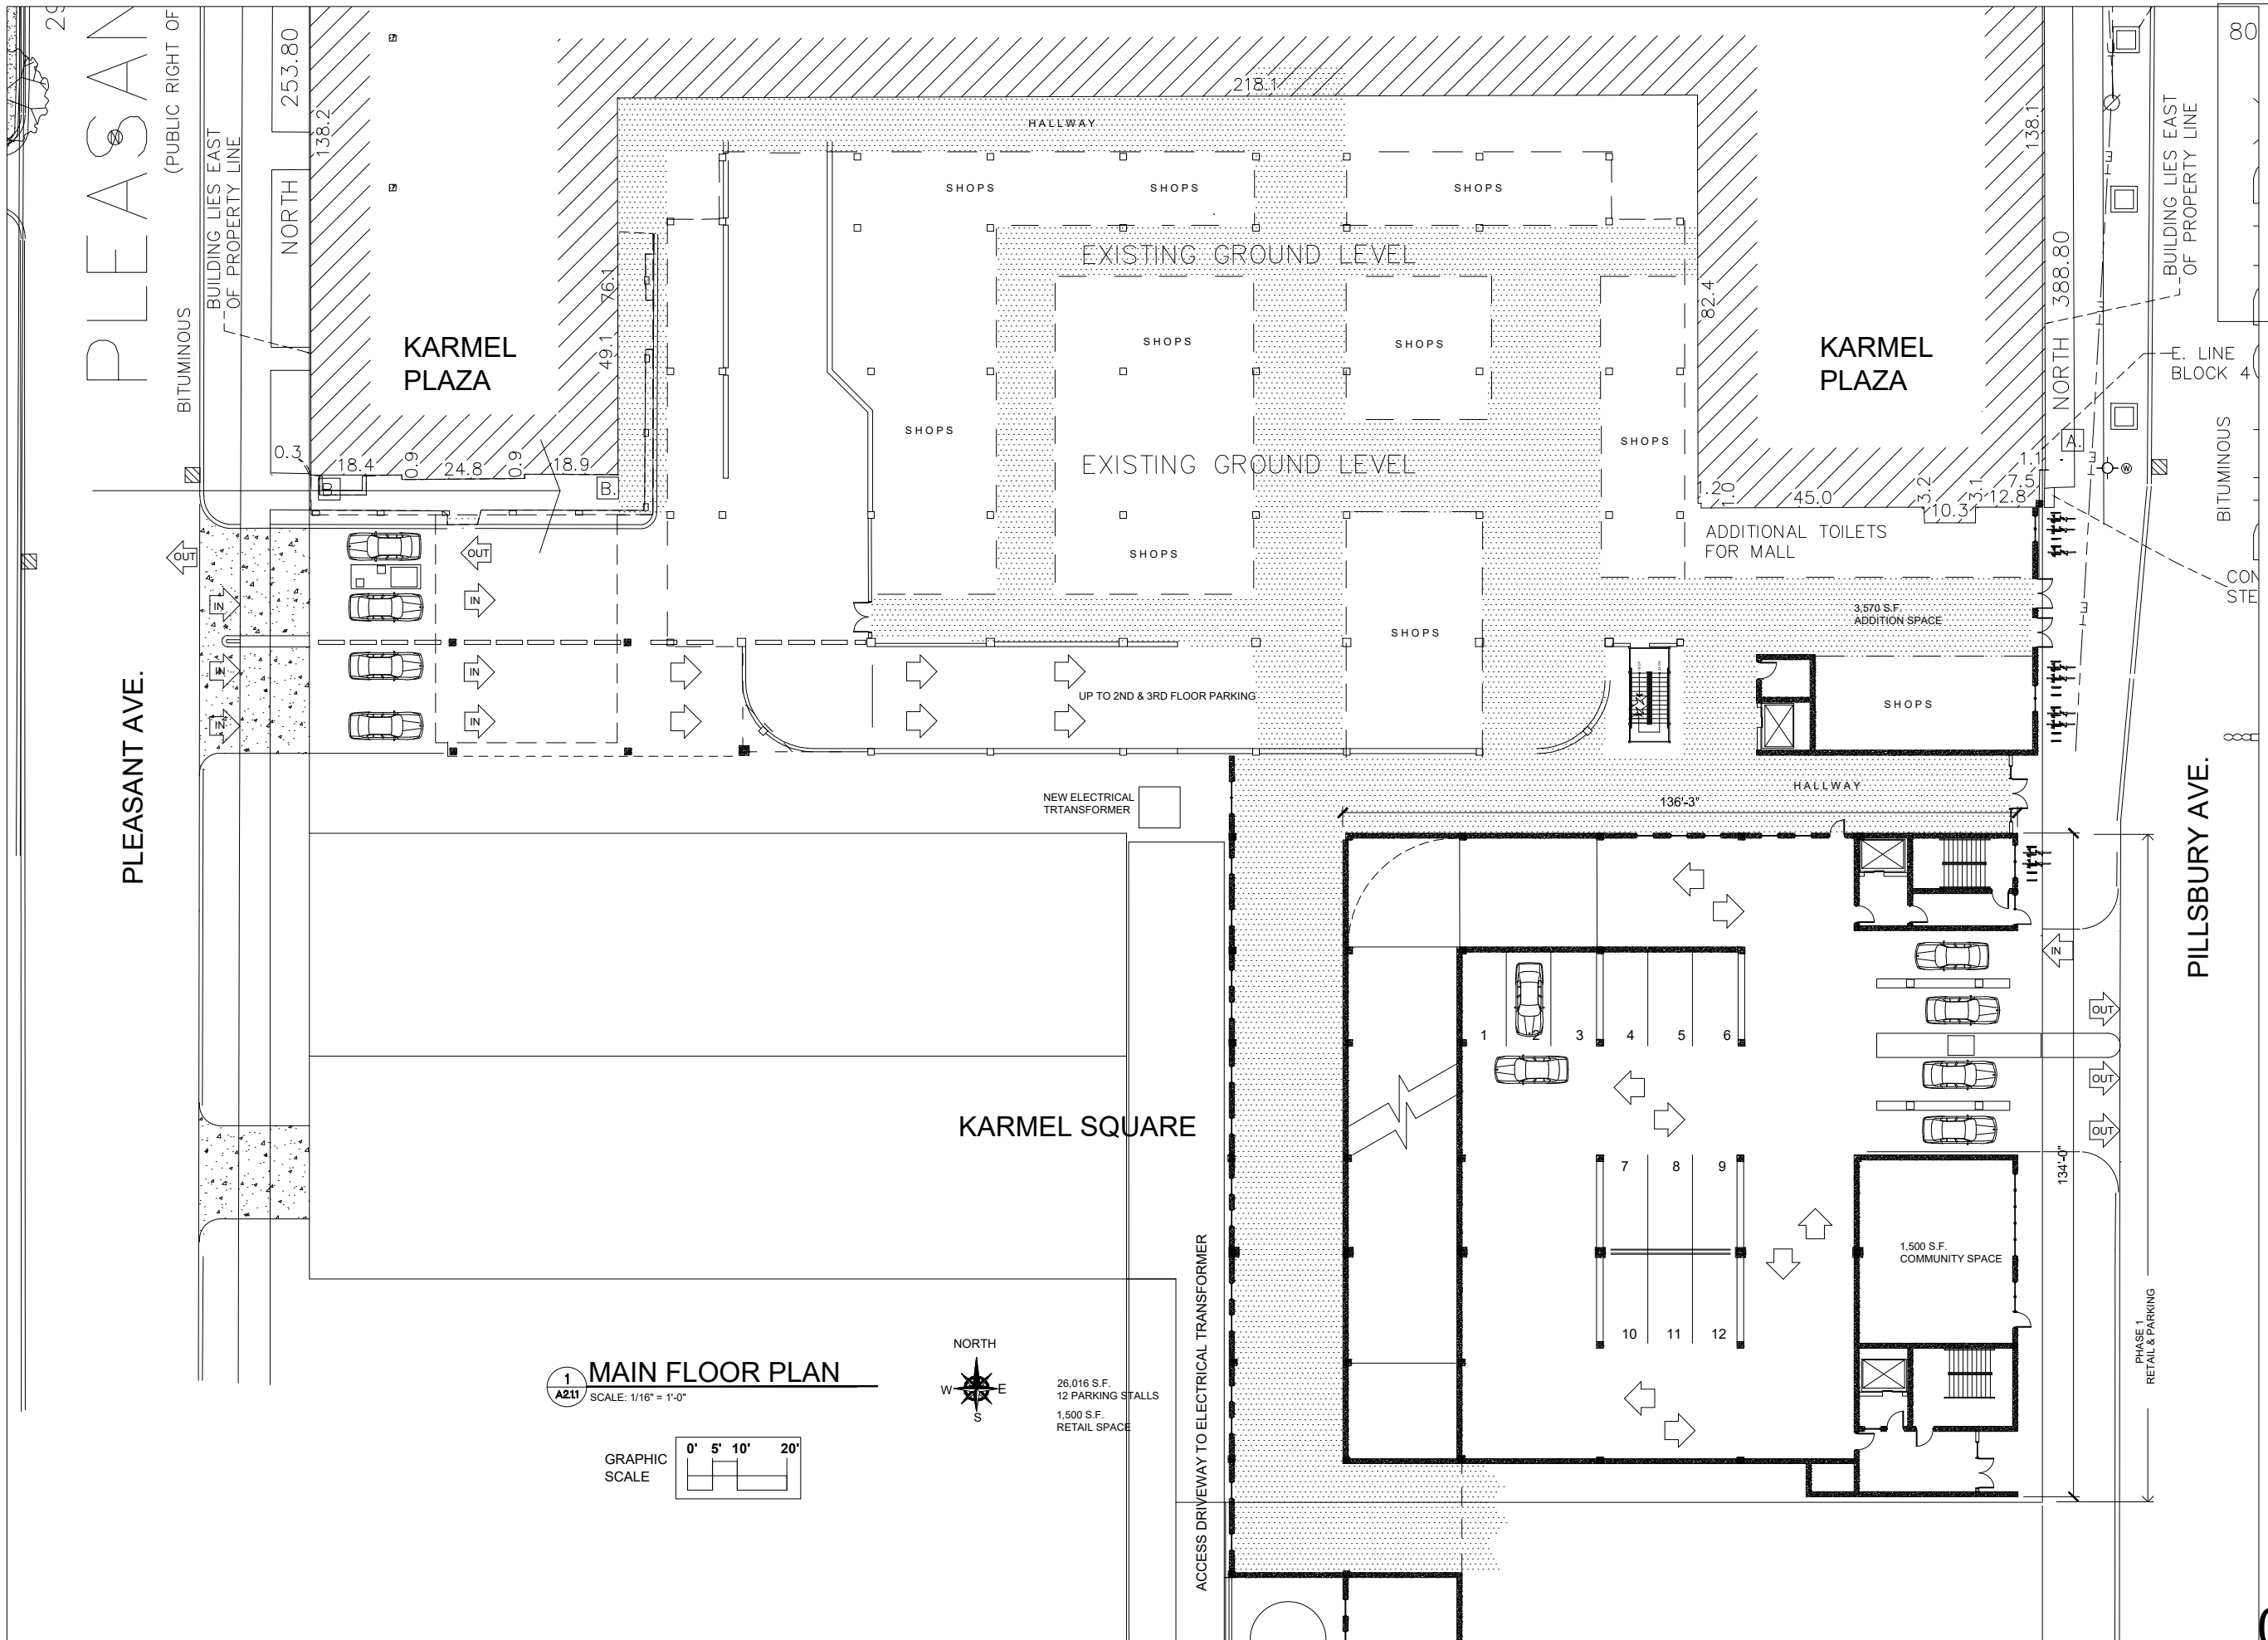 29
PLEASAN
(PUBLIC RIGHT OF
253.80
138.2
NORTH
BUILDING LIES EAST
OF PROPERTY LINE
BITUMINOUS
218.1
HALLWAY
SHOPS
SHOPS
SHOPS
EXISTING GROUND LEVEL
KARMEL
PLAZA
76.1
49.1
SHOPS
SHOPS
SHOPS
SHOPS
EXISTING GROUND LEVEL
82.4
KARMEL
PLAZA
138.1
NORTH 388.80
BUILDING LIES EAST
OF PROPERTY LINE
80
E. LINE
BLOCK 4
BITUMINOUS
A.
E
E
E
E
E
W
0.3
18.4
0.9
24.8
0.9
18.9
B.
B.
1.2
1.0
45.0
3.2
10.3
3.1
12.8
7.5
1.1
ADDITIONAL TOILETS
FOR MALL
CON
STE
SHOPS
OUT
OUT
IN
IN
IN
IN
IN
IN
SHOPS
3,570 S.F.
ADDITION SPACE
UP TO 2ND & 3RD FLOOR PARKING
SHOPS
PLEASANT AVE.
PILLSBURY AVE.
NEW ELECTRICAL
TRTANSFORMER
HALLWAY
136'-3"
IN
OUT
OUT
OUT
1
2
3
4
5
6
KARMEL SQUARE
7
8
9
134'-0"
1,500 S.F.
COMMUNITY SPACE
10
11
12
PHASE 1
RETAIL & PARKING
ACCESS DRIVEWAY TO ELECTRICAL TRANSFORMER
1
A2.1.1
MAIN FLOOR PLAN
SCALE: 1/16" = 1'-0"
NORTH
W
E
S
26,016 S.F.
12 PARKING STALLS
1,500 S.F.
RETAIL SPACE
GRAPHIC
SCALE
0' 5' 10' 20'